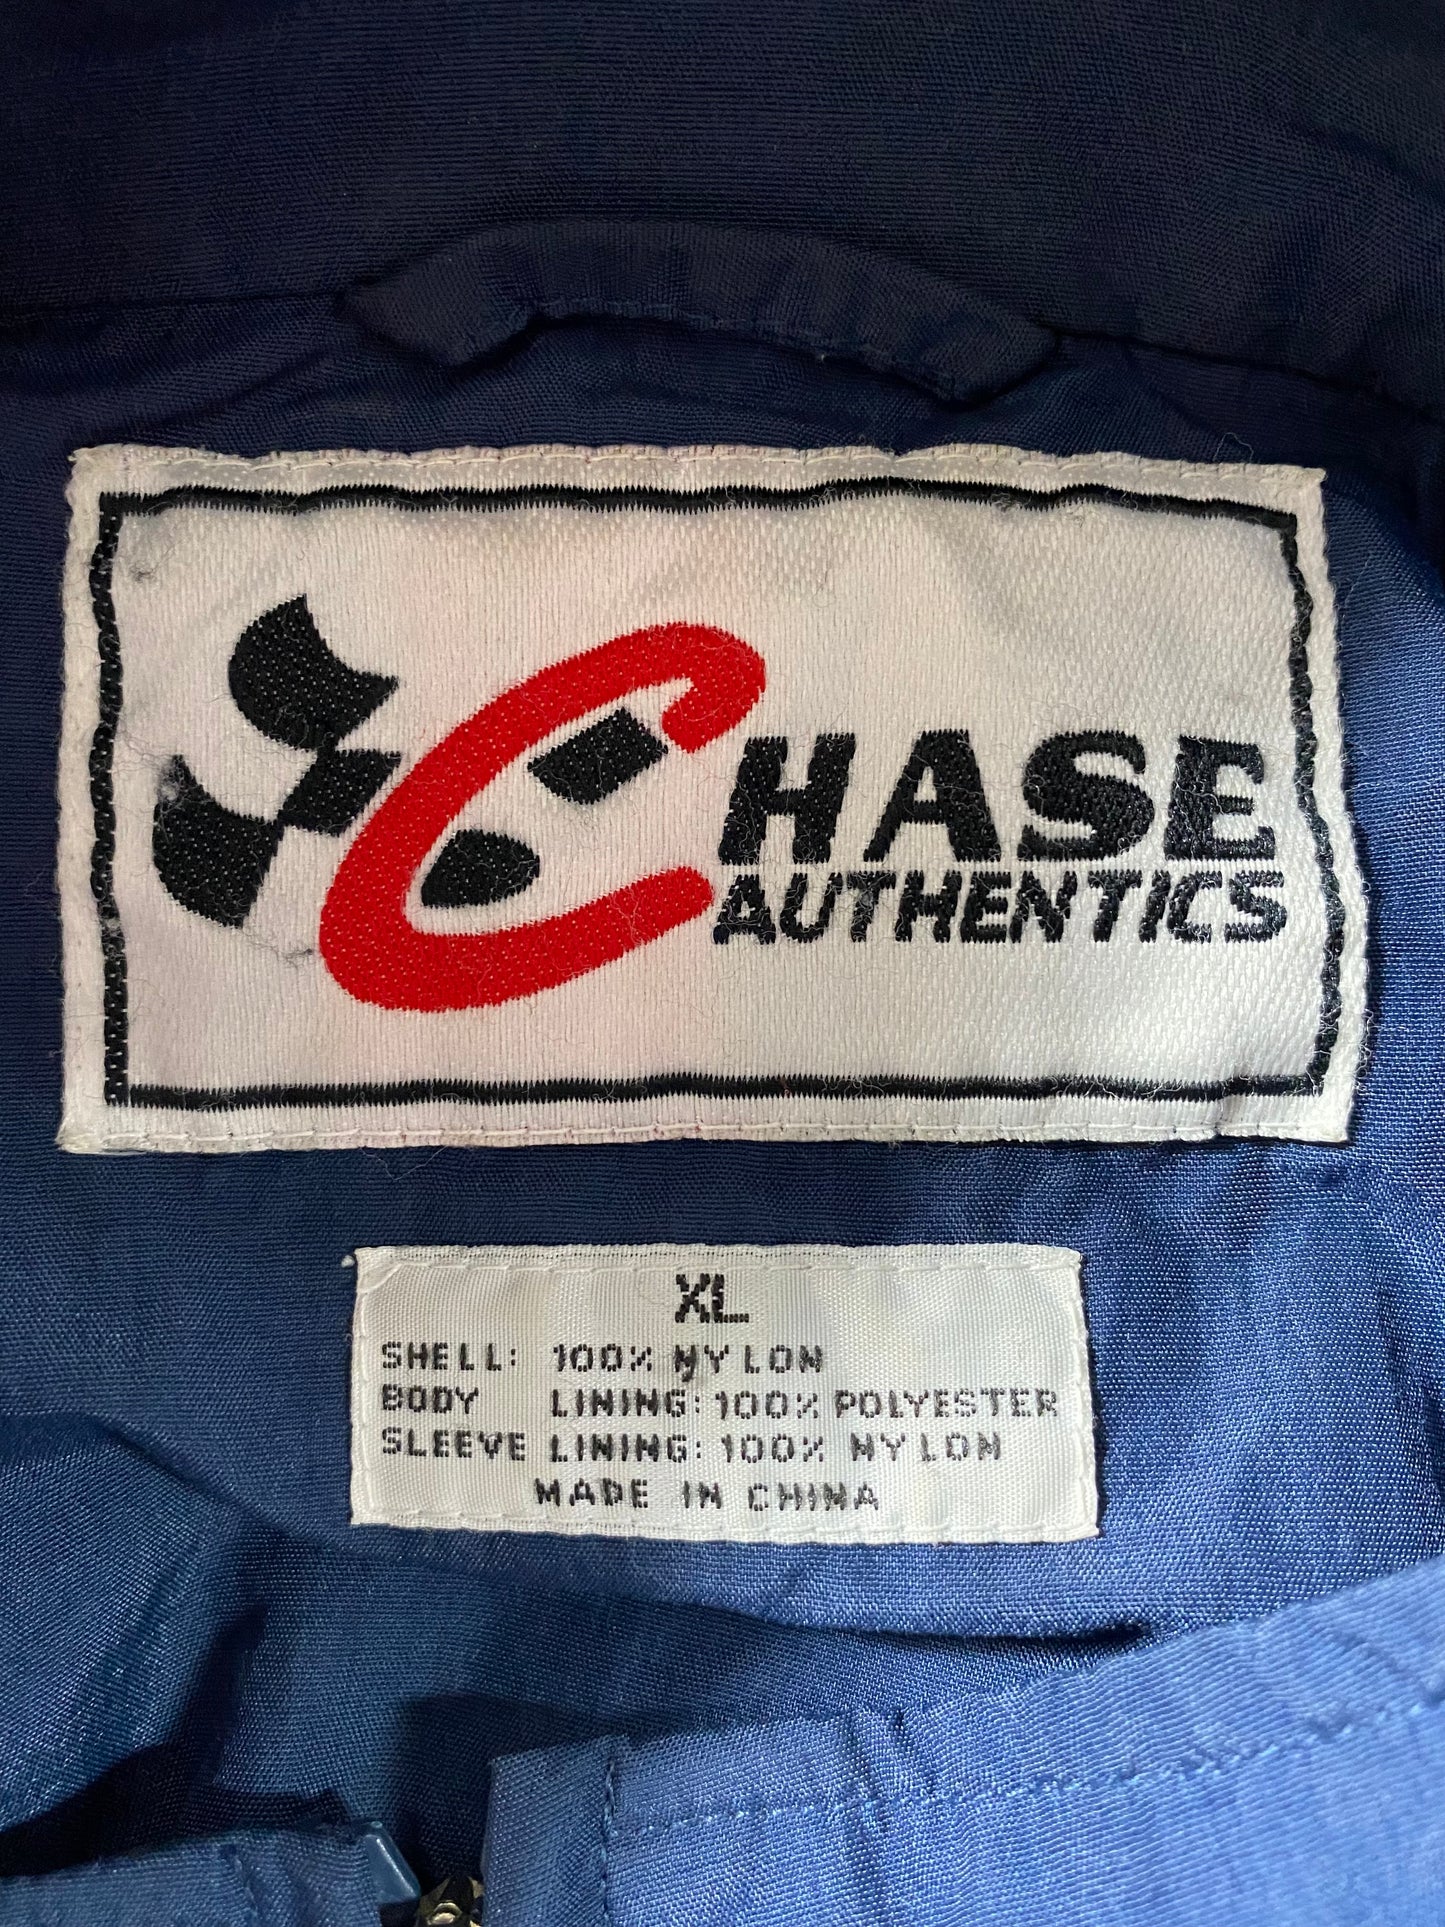 CHASE
AUTHENTICS
XL
SHELL: 100% NYLON
BODY LINING: 100% POLYESTER
SLEEVE LINING: 100% NYLON
MADE IN CHINA